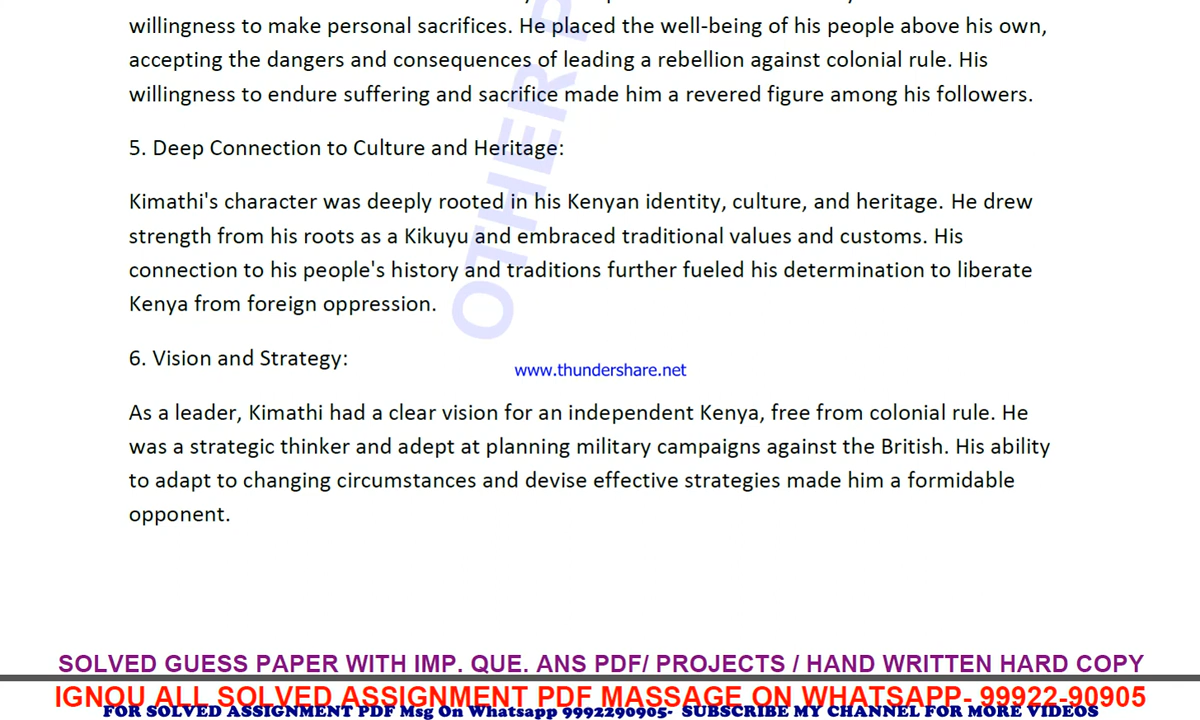 willingness to make personal sacrifices. He placed the well-being of his people above his own,
accepting the dangers and consequences of leading a rebellion against colonial rule. His
willingness to endure suffering and sacrifice made him a revered figure among his followers.
5. Deep Connection to Culture and Heritage:
Kimathi's character was deeply rooted in his Kenyan identity, culture, and heritage. He drew
strength from his roots as a Kikuyu and embraced traditional values and customs. His
connection to his people's history and traditions further fueled his determination to liberate
Kenya from foreign oppression.
OTHER P
6. Vision and Strategy:
www.thundershare.net
As a leader, Kimathi had a clear vision for an independent Kenya, free from colonial rule. He
was a strategic thinker and adept at planning military campaigns against the British. His ability
to adapt to changing circumstances and devise effective strategies made him a formidable
opponent.
SOLVED GUESS PAPER WITH IMP. QUE. ANS PDF/ PROJECTS / HAND WRITTEN HARD COPY
IGNOU ALL SOLVED ASSIGNMENT PDF MASSAGE ON WHATSAPP- 99922-90905
FOR SOLVED ASSIGNMENT PDF Msg On Whatsapp 9992290905- SUBSCRIBE MY CHANNEL FOR MORE VIDEOS